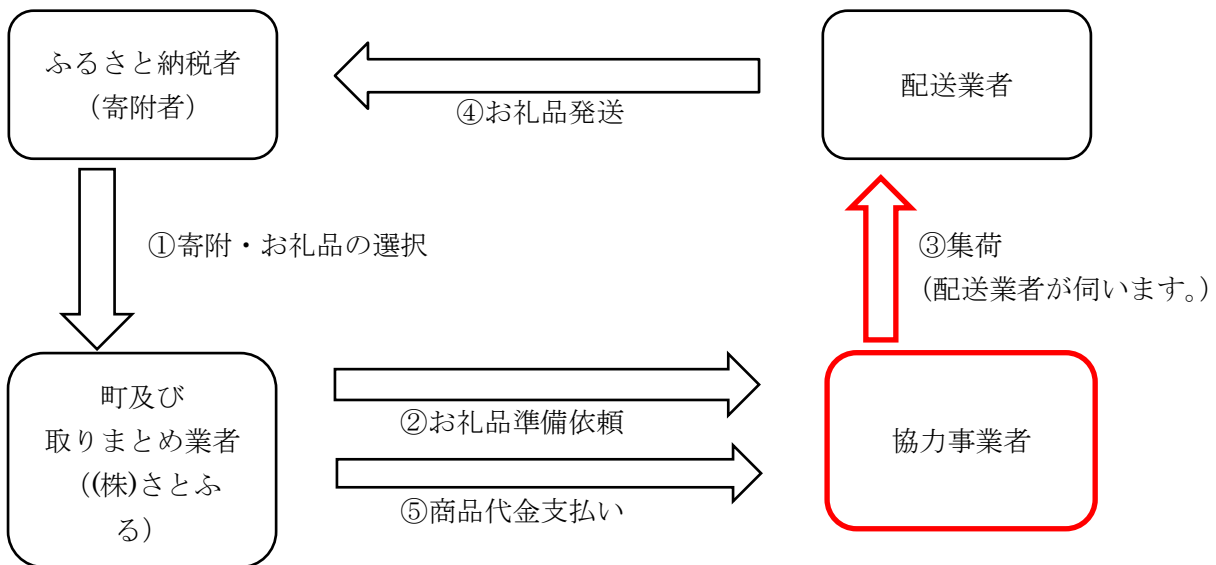 ふるさと納税者
（寄附者）
配送業者
④お礼品発送
①寄附・お礼品の選択
③集荷
（配送業者が伺います。）
町及び
取りまとめ業者
（(株)さとふ
る）
②お礼品準備依頼
協力事業者
⑤商品代金支払い